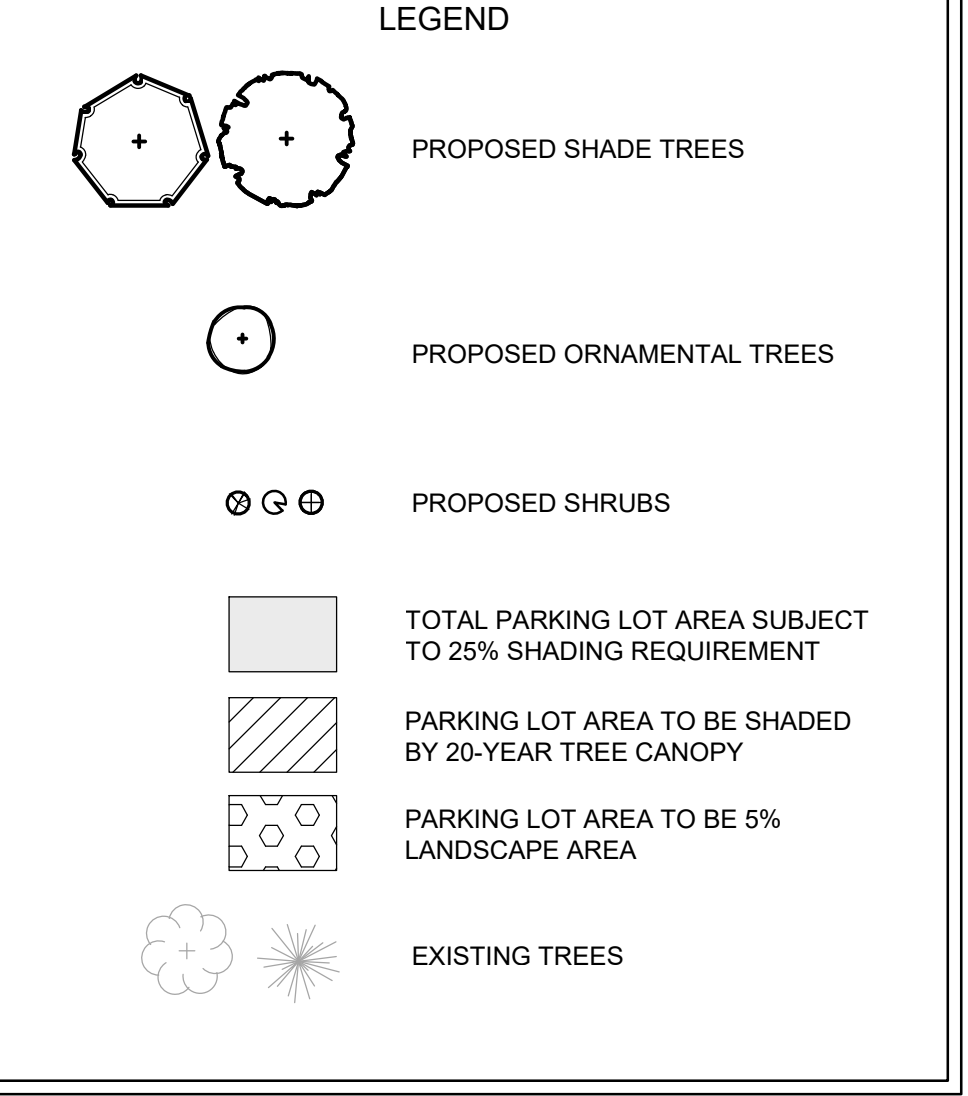 LEGEND
PROPOSED SHADE TREES
PROPOSED ORNAMENTAL TREES
PROPOSED SHRUBS
TOTAL PARKING LOT AREA SUBJECT
TO 25% SHADING REQUIREMENT
PARKING LOT AREA TO BE SHADED
BY 20-YEAR TREE CANOPY
PARKING LOT AREA TO BE 5%
LANDSCAPE AREA
EXISTING TREES